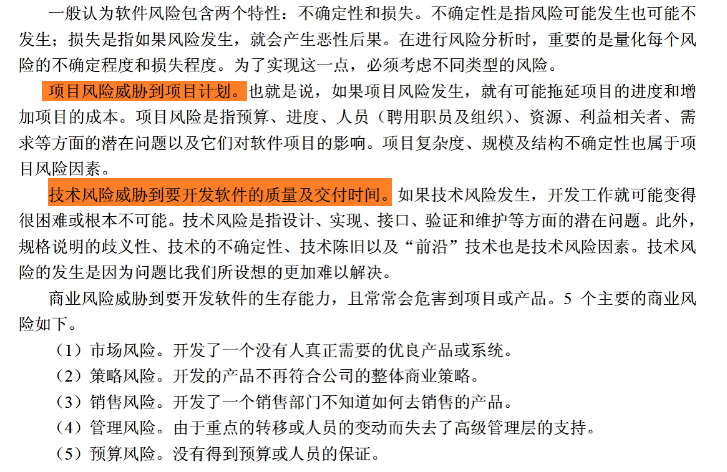 一般认为软件风险包含两个特性：不确定性和损失。不确定性是指风险可能发生也可能不
发生；损失是指如果风险发生，就会产生恶性后果。在进行风险分析时，重要的是量化每个风
险的不确定程度和损失程度。为了实现这一点，必须考虑不同类型的风险。
项目风险威胁到项目计划。也就是说，如果项目风险发生，就有可能拖延项目的进度和增
加项目的成本。项目风险是指预算、进度、人员（聘用职员及组织）、资源、利益相关者、需
求等方面的潜在问题以及它们对软件项目的影响。项目复杂度、规模及结构不确定性也属于项
目风险因素。
技术风险威胁到要开发软件的质量及交付时间。如果技术风险发生，开发工作就可能变得
很困难或根本不可能。技术风险是指设计、实现、接口、验证和维护等方面的潜在问题。此外，
规格说明的歧义性、技术的不确定性、技术陈旧以及“前沿”技术也是技术风险因素。技术风
险的发生是因为问题比我们所设想的更加难以解决。
商业风险威胁到要开发软件的生存能力，且常常会危害到项目或产品。5 个主要的商业风
险如下。
（1）市场风险。开发了一个没有人真正需要的优良产品或系统。
（2）策略风险。开发的产品不再符合公司的整体商业策略。
（3）销售风险。开发了一个销售部门不知道如何去销售的产品。
（4）管理风险。由于重点的转移或人员的变动而失去了高级管理层的支持。
（5）预算风险。没有得到预算或人员的保证。